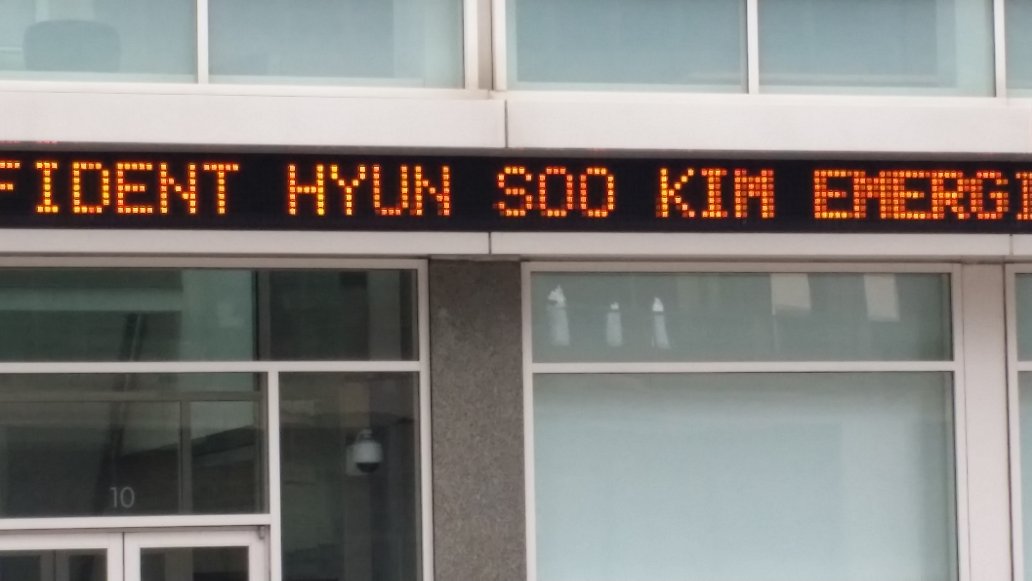 FIDENT HYUN SOO KIM EMERGI
10